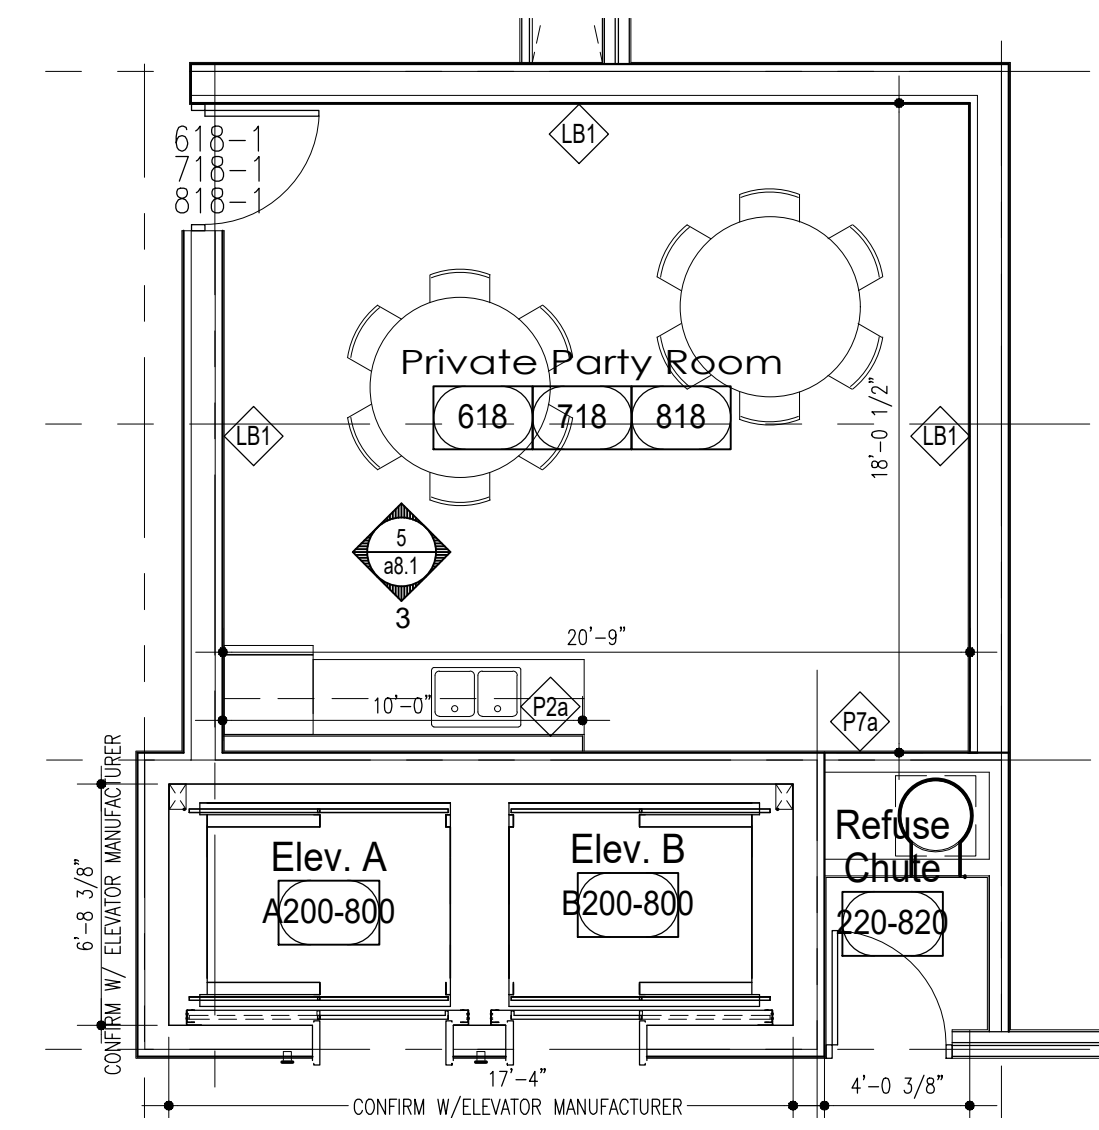 LB1
618-1
718-1
818-1
Private Party Room
618 718 818
LB1
LB1
18'-0 1/2"
5
a8.1
3
20'-9"
10'-0"
P2a
P7a
6'-8 3/8"
CONFIRM W/ ELEVATOR MANUFACTURER
Elev. A
A200-800
Elev. B
B200-800
Refuse
Chute
220-820
17'-4"
CONFIRM W/ELEVATOR MANUFACTURER
4'-0 3/8"